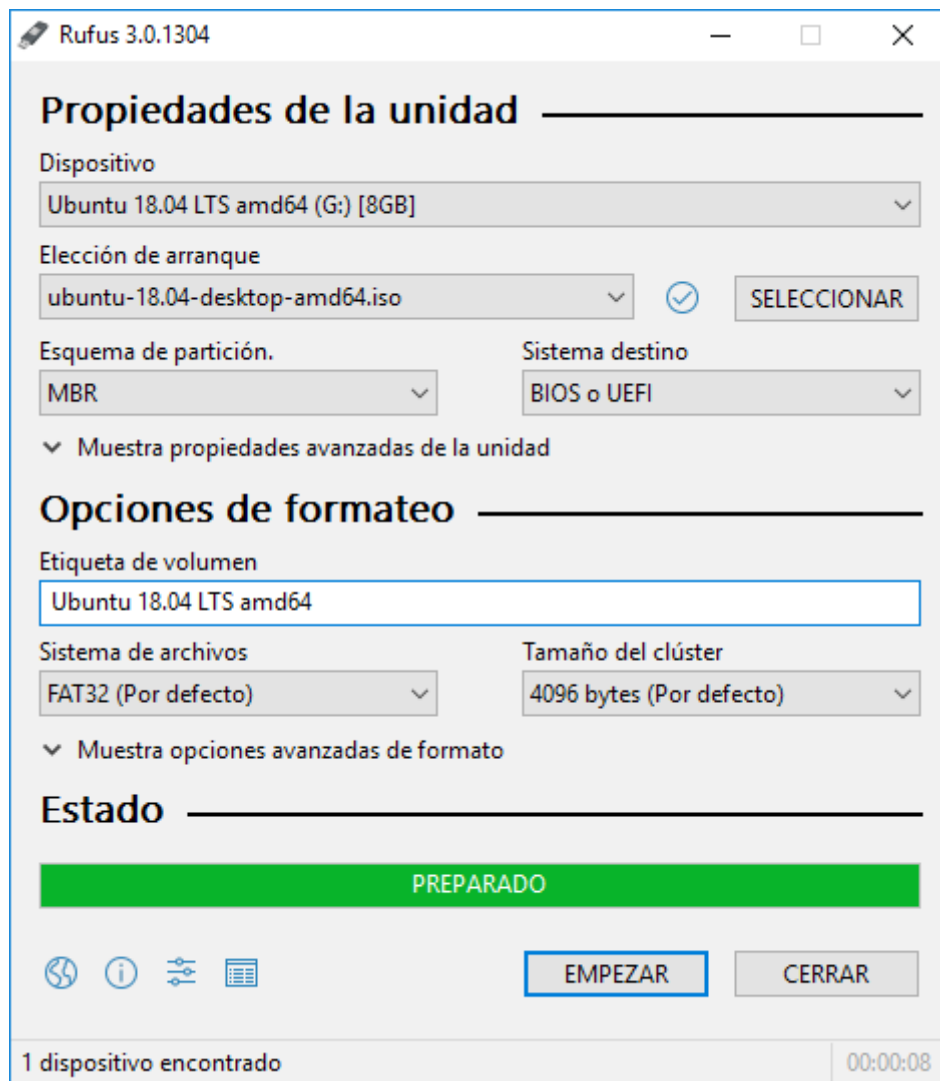 Rufus 3.0.1304
Propiedades de la unidad
Dispositivo
Ubuntu 18.04 LTS amd64 (G:) [8GB]
Elección de arranque
ubuntu-18.04-desktop-amd64.iso
SELECCIONAR
Esquema de partición.
Sistema destino
MBR
BIOS o UEFI
Muestra propiedades avanzadas de la unidad
Opciones de formateo
Etiqueta de volumen
Ubuntu 18.04 LTS amd64
Sistema de archivos
Tamaño del clúster
FAT32 (Por defecto)
4096 bytes (Por defecto)
Muestra opciones avanzadas de formato
Estado
PREPARADO
EMPEZAR
CERRAR
1 dispositivo encontrado
00:00:08